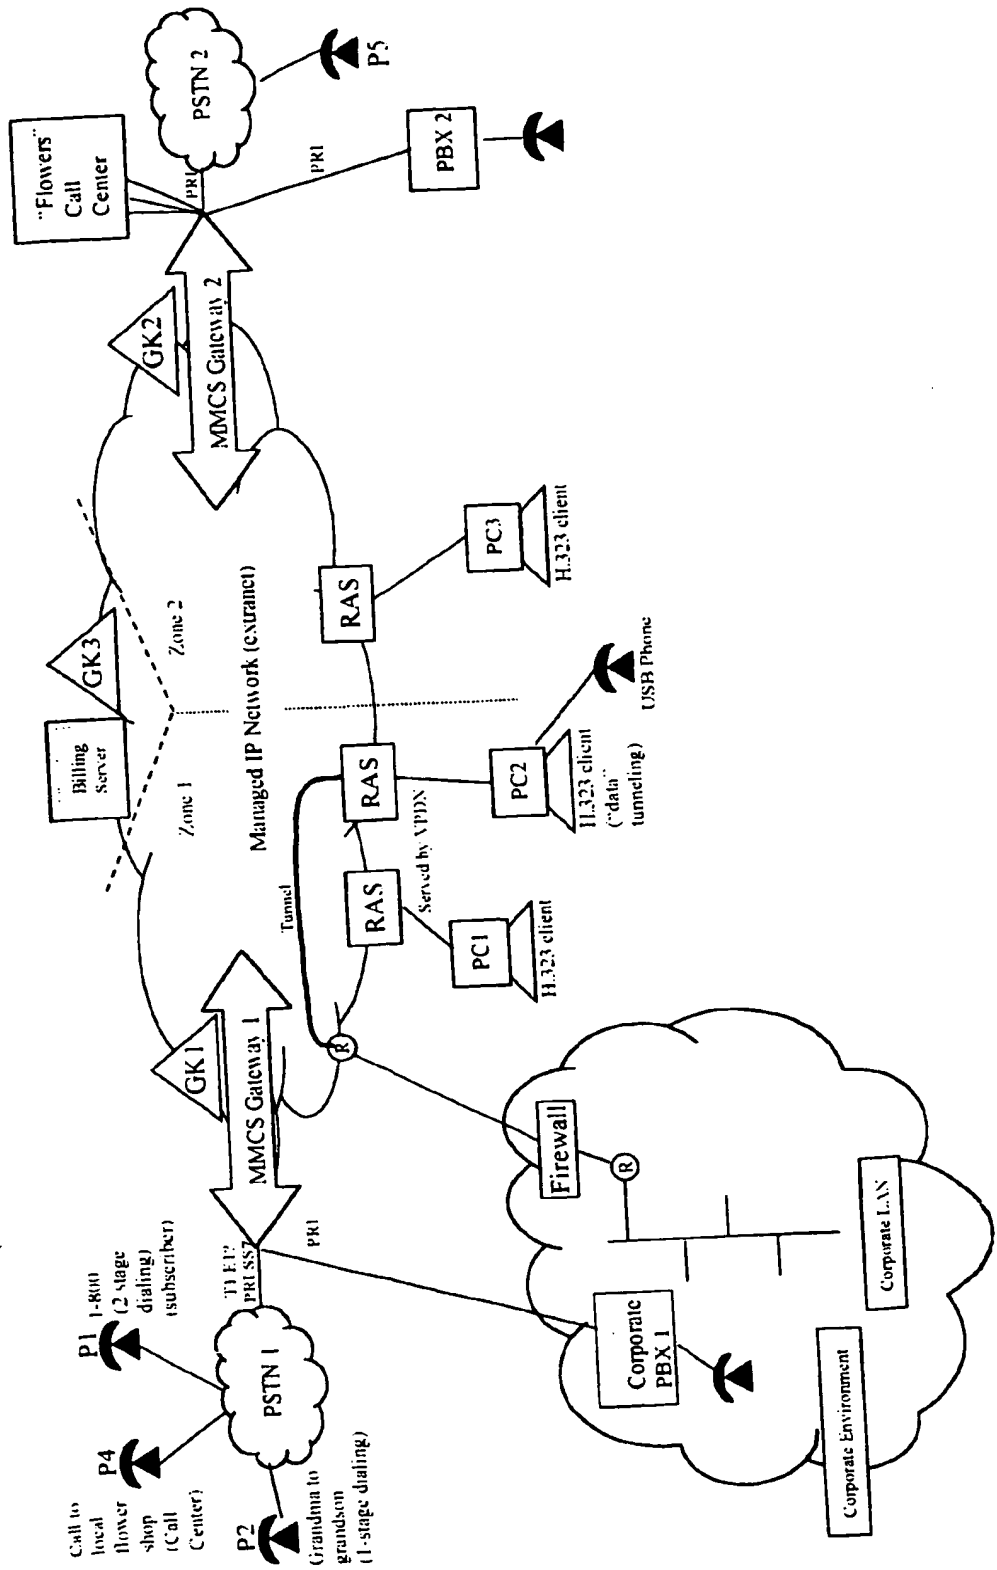 Call to
local
flower
shop
(Call
Center)
P4
P1
1-800
(2 stage
dialing)
(subscriber)
P2
Grandma to
grandson
(1-stage dialing)
PSTN 1
PRI SS7
PRI
GK1
MMCS Gateway 1
Billing
Server
GK3
Zone 1
Zone 2
Managed IP Network (extranet)
GK2
MMCS Gateway 2
"Flowers"
Call
Center
PRI
PSTN 2
P5
PRI
PBX 2
Tunnel
R
RAS
RAS
RAS
Served by VPDN
PC1
H.323 client
PC2
H.323 client
("data"
tunneling)
USB Phone
PC3
H.323 client
Firewall
R
Corporate
PBX 1
Corporate LAN
Corporate Environment